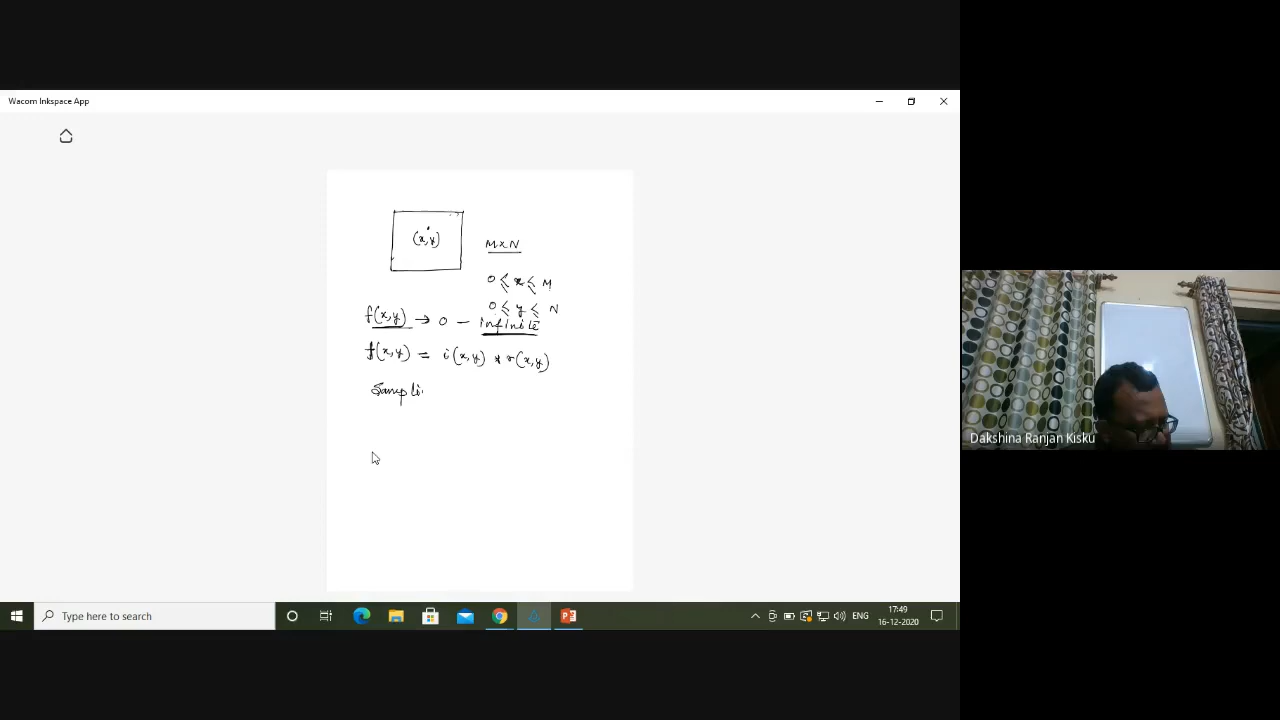 Wacom Inkspace App
(x,y)
M×N
0 ≤ x ≤ M
0 ≤ y ≤ N
f(x,y) → 0 – infinite
f(x,y) = i(x,y) * r(x,y)
Sampli
Dakshina Ranjan Kisku
Type here to search
ENG
17:49
16-12-2020